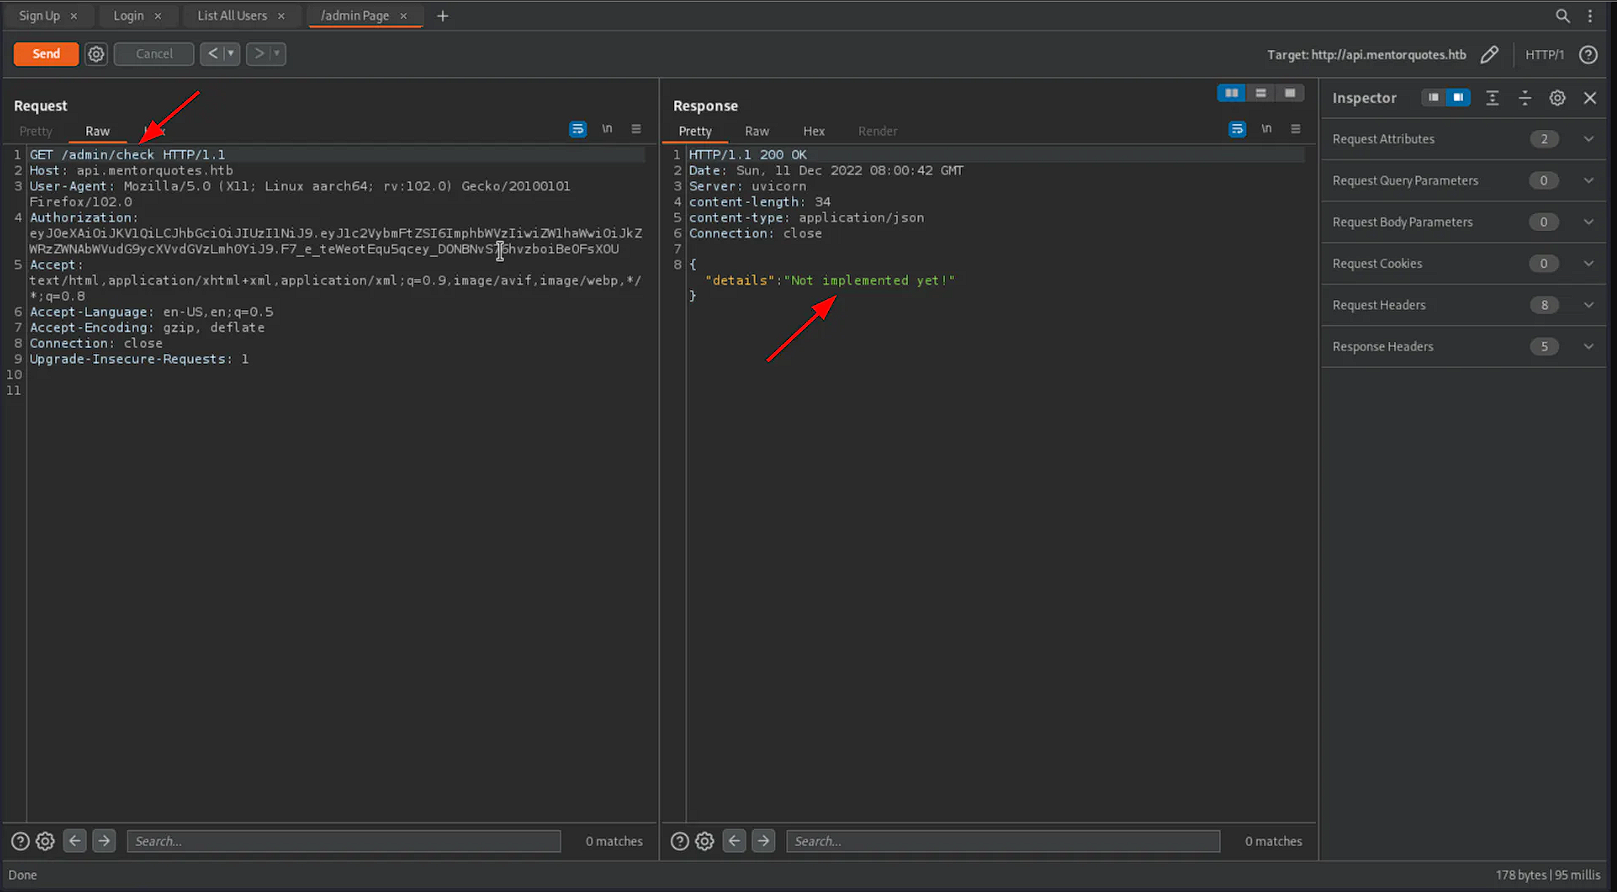 Sign Up × Login × List All Users × /admin Page × +
Send Cancel < > Target: http://api.mentorquotes.htb HTTP/1
Request
Pretty Raw \n
1 GET /admin/check HTTP/1.1
2 Host: api.mentorquotes.htb
3 User-Agent: Mozilla/5.0 (X11; Linux aarch64; rv:102.0) Gecko/20100101
Firefox/102.0
4 Authorization:
eyJ0eXAiOiJKV1QiLCJhbGciOiJIUzI1NiJ9.eyJ1c2VybmFtZSI6ImphbWVzIiwiZW1haWwiOiJkZ
5 Accept:
text/html,application/xhtml+xml,application/xml;q=0.9,image/avif,image/webp,*/
*;q=0.8
6 Accept-Language: en-US,en;q=0.5
7 Accept-Encoding: gzip, deflate
8 Connection: close
9 Upgrade-Insecure-Requests: 1
10
11
Search... 0 matches
Response
Pretty Raw Hex Render \n
1 HTTP/1.1 200 OK
2 Date: Sun, 11 Dec 2022 08:00:42 GMT
3 Server: uvicorn
4 content-length: 34
5 content-type: application/json
6 Connection: close
7
8 {
"details":"Not implemented yet!"
}
Search... 0 matches
Inspector
Request Attributes 2
Request Query Parameters 0
Request Body Parameters 0
Request Cookies 0
Request Headers 8
Response Headers 5
Done 178 bytes | 95 millis